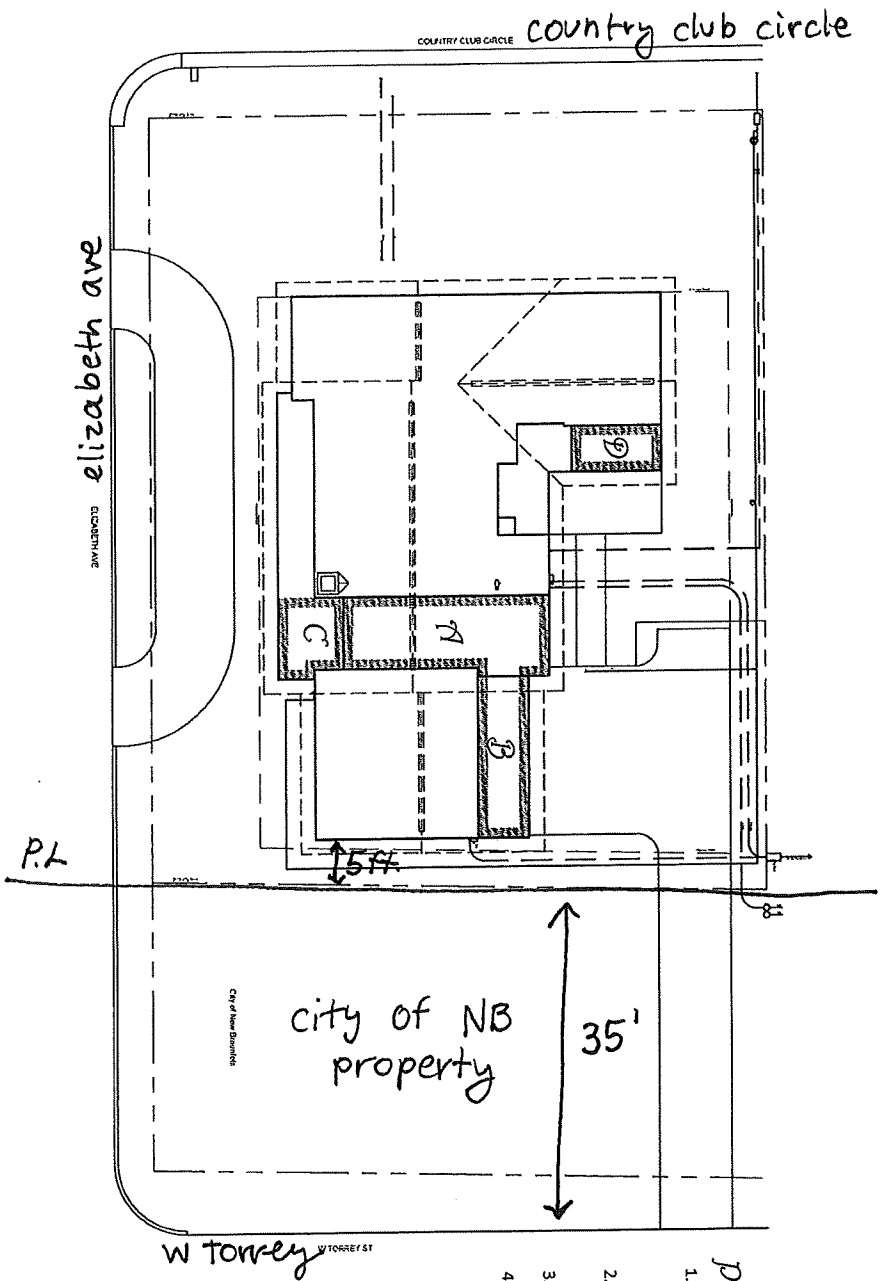 COUNTRY CLUB CIRCLE
country club circle
elizabeth ave
ELIZABETH AVE
D
C
A
B
P.L
5ft.
City of New Braunfels
city of NB
property
35'
W Torrey
W TORREY ST
4
3.
2.
1.